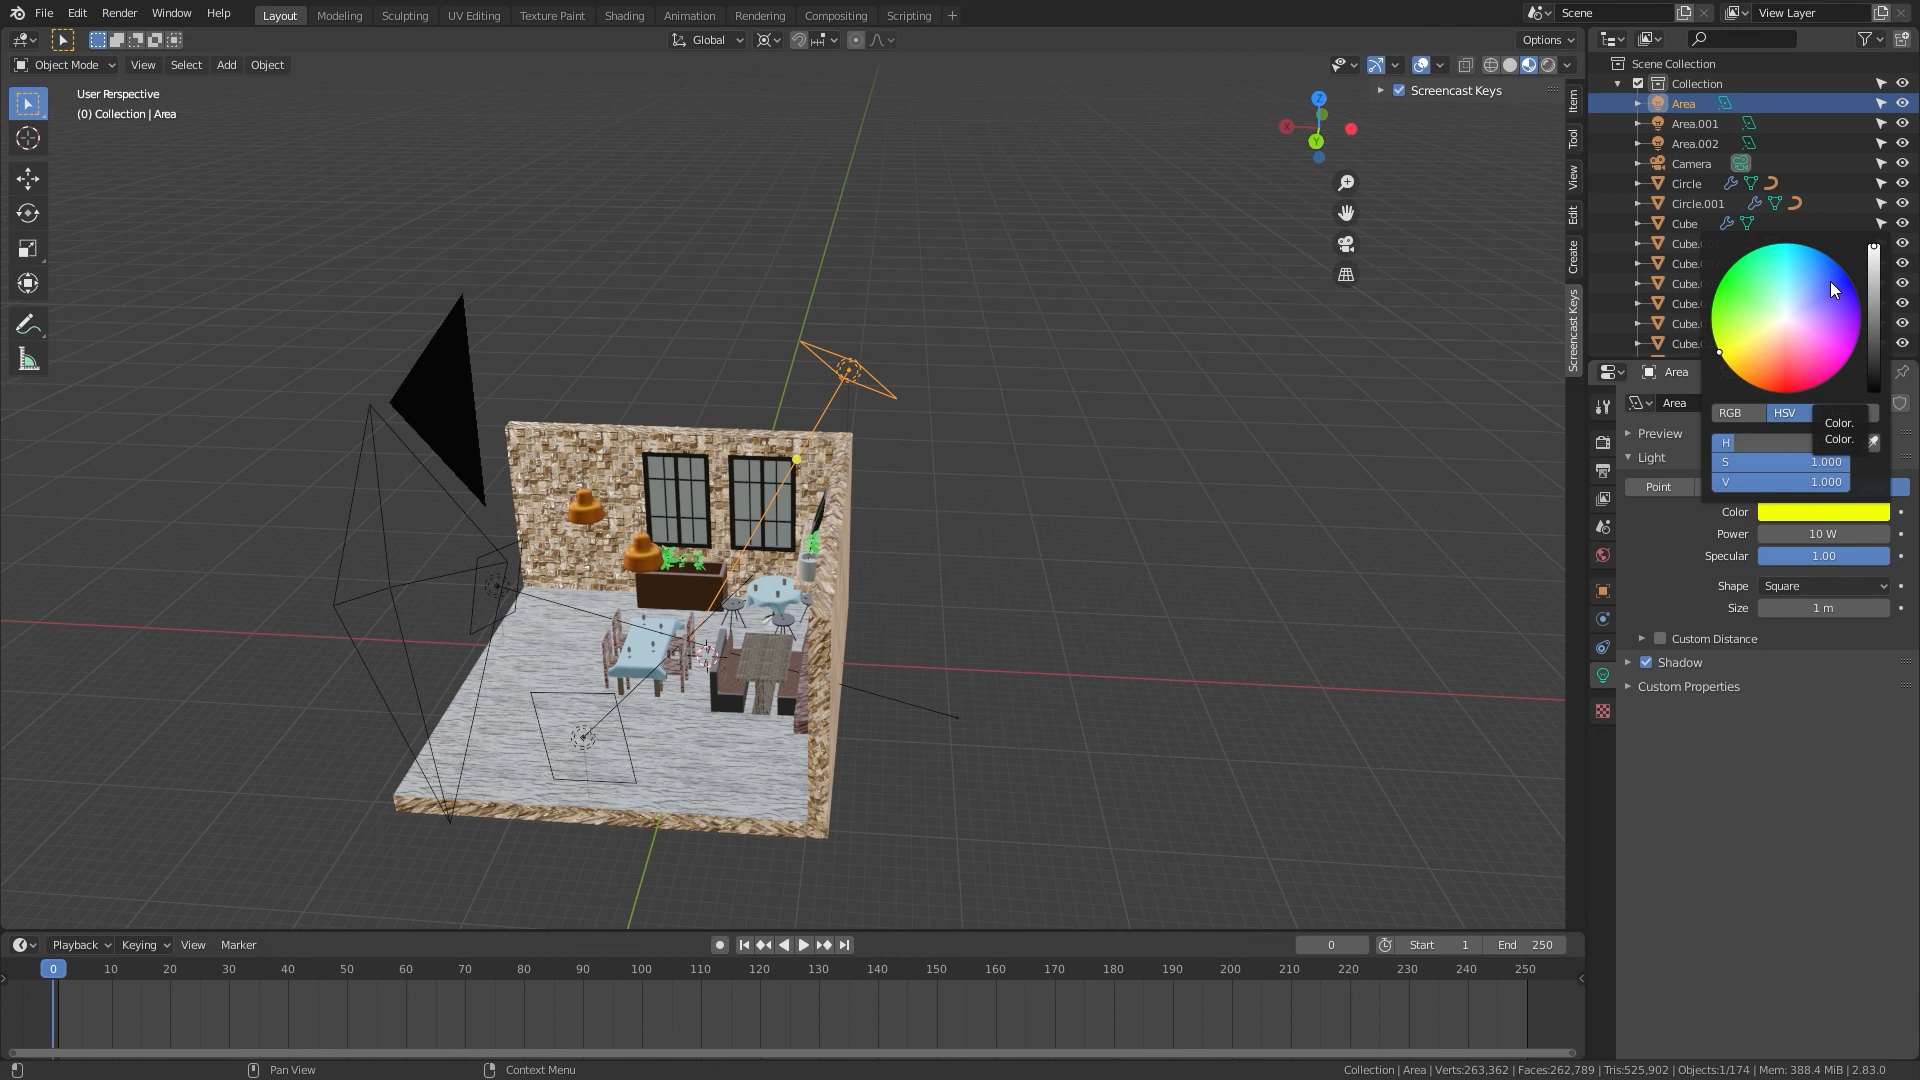 File Edit Render Window Help Layout Modeling Sculpting UV Editing Texture Paint Shading Animation Rendering Compositing Scripting + Scene View Layer
Global Options
Object Mode View Select Add Object
User Perspective
(0) Collection | Area
Screencast Keys
Z
X
Y
Item
Tool
View
Edit
Create
Screencast Keys
Scene Collection
Collection
Area
Area.001
Area.002
Camera
Circle
Circle.001
Cube
Cube.
Cube.
Cube.
Cube.
Cube.
Cube.
Area
Area
RGB HSV
Color.
Color.
H
S 1.000
V 1.000
Preview
Light
Point
Color
Power 10 W
Specular 1.00
Shape Square
Size 1 m
Custom Distance
Shadow
Custom Properties
Playback Keying View Marker 0 Start 1 End 250
0 10 20 30 40 50 60 70 80 90 100 110 120 130 140 150 160 170 180 190 200 210 220 230 240 250
Pan View Context Menu Collection | Area | Verts:263,362 | Faces:262,789 | Tris:525,902 | Objects:1/174 | Mem: 388.4 MiB | 2.83.0